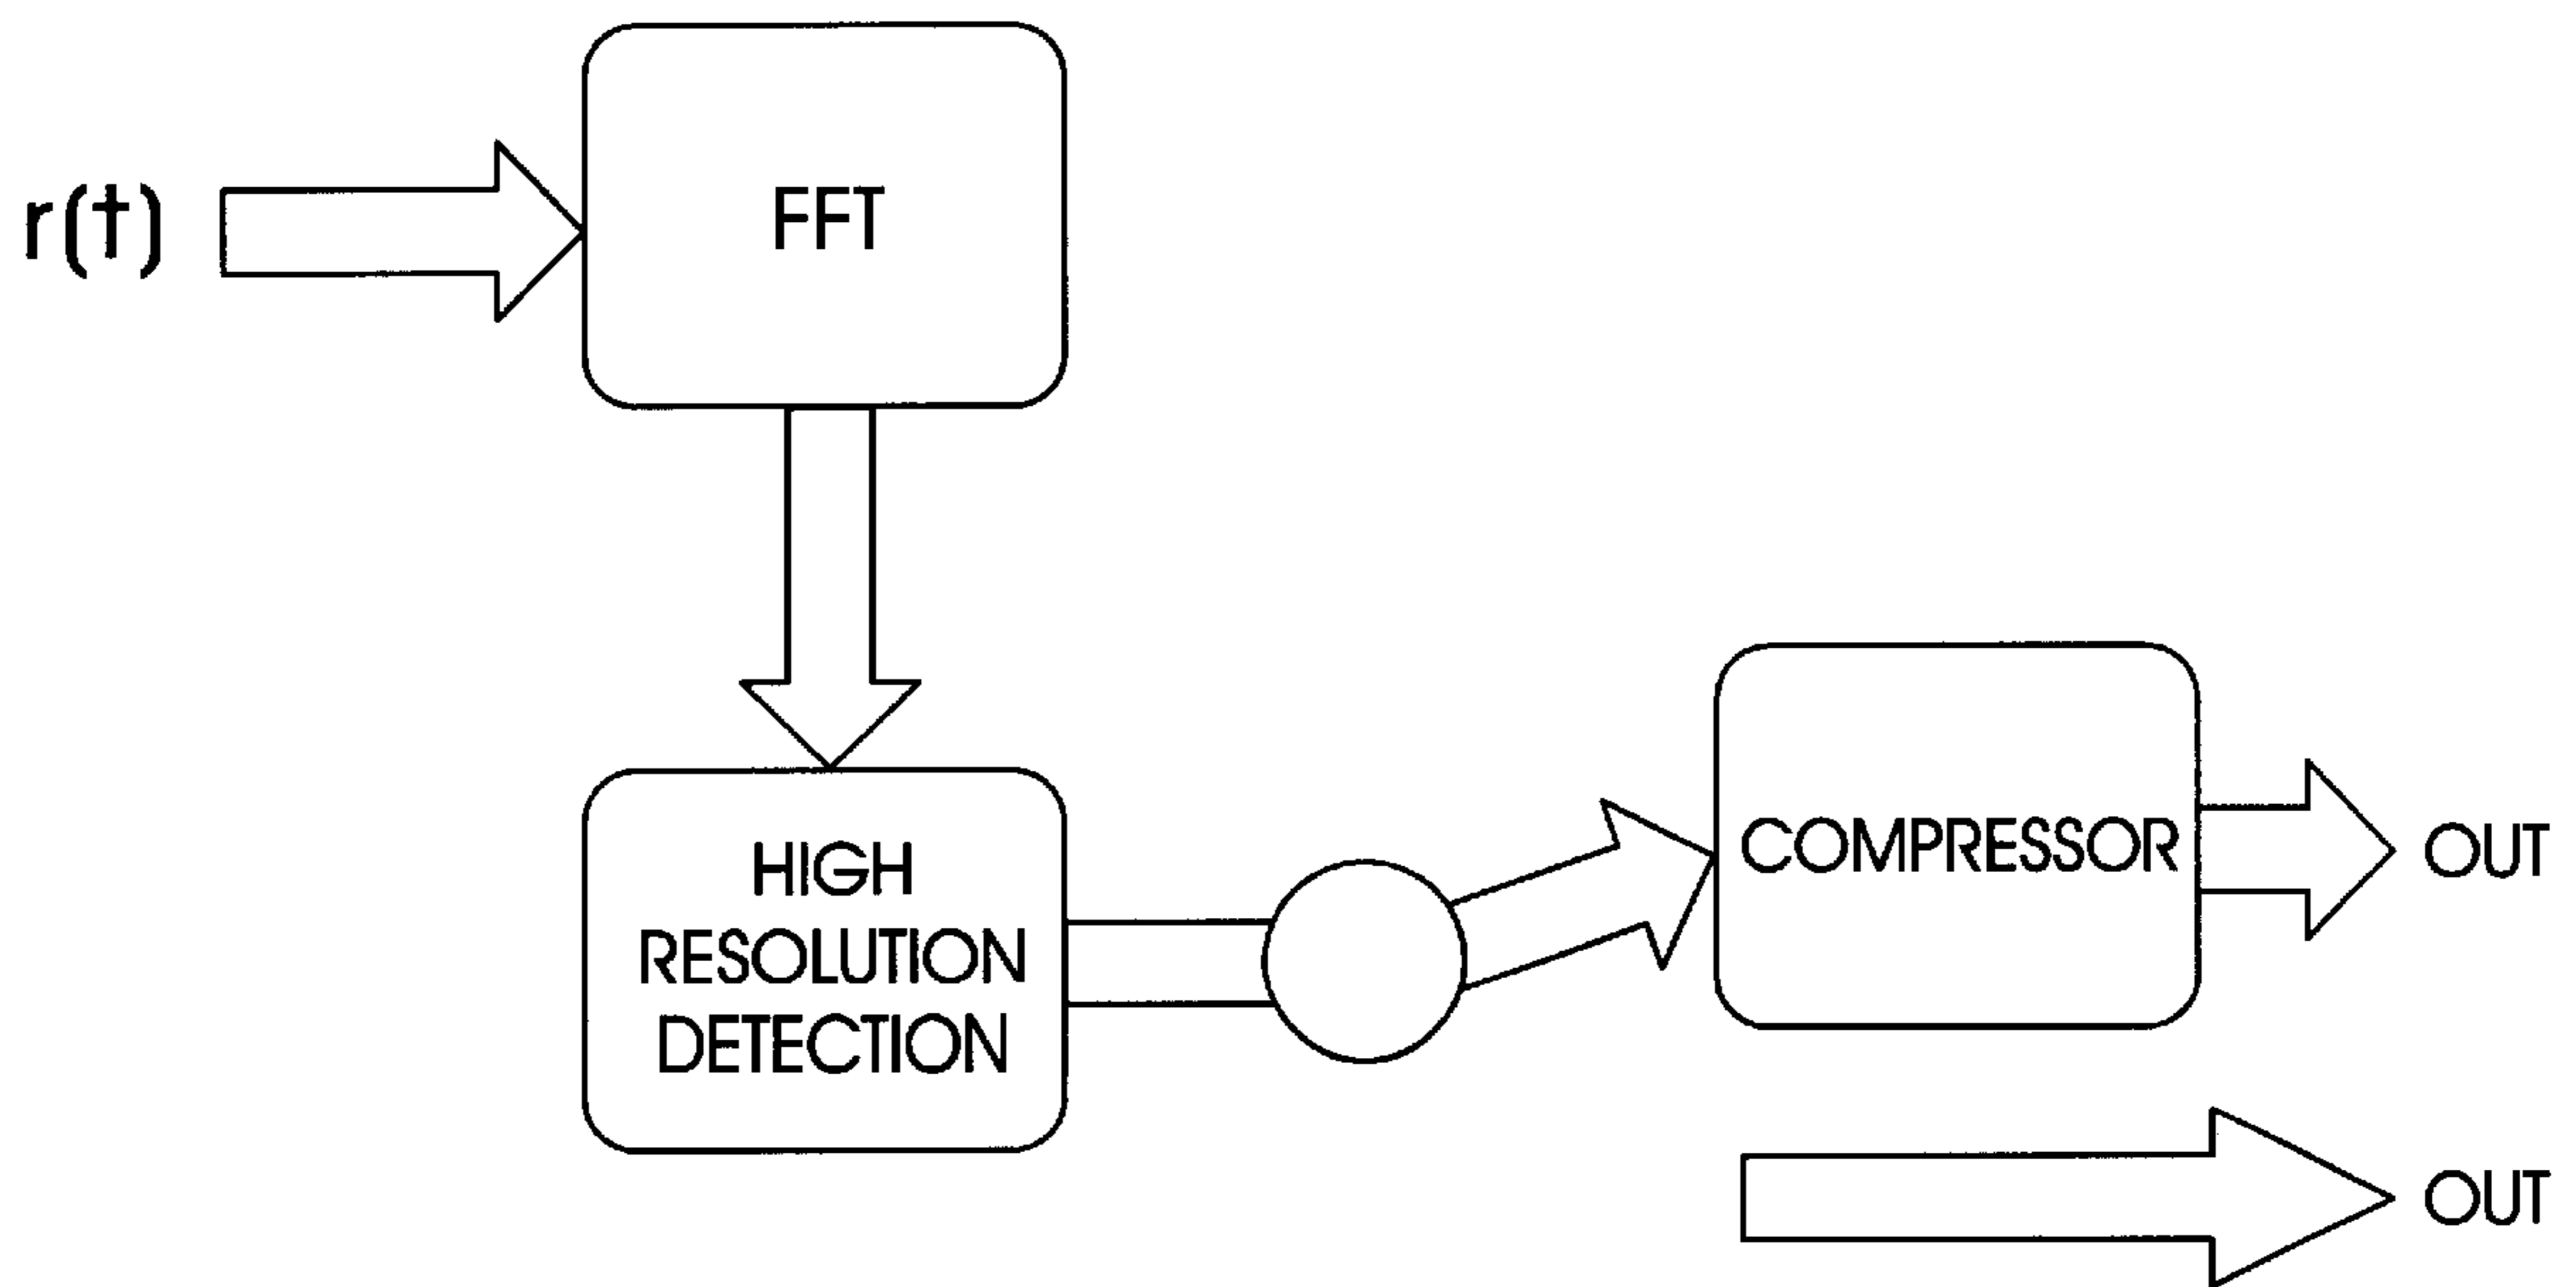 r(t)
FFT
HIGH
RESOLUTION
DETECTION
COMPRESSOR
OUT
OUT